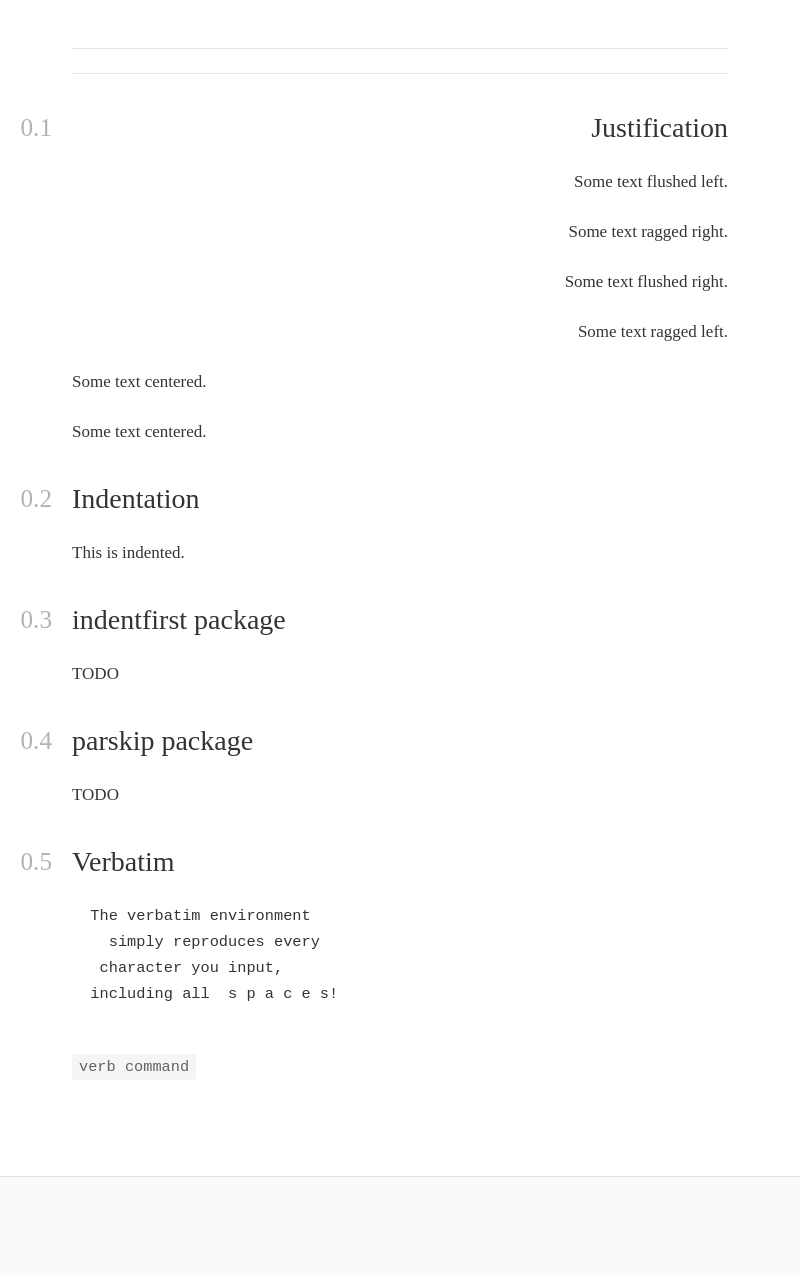 0.1 Justification
Some text flushed left.
Some text ragged right.
Some text flushed right.
Some text ragged left.
Some text centered.
Some text centered.
0.2 Indentation
This is indented.
0.3 indentfirst package
TODO
0.4 parskip package
TODO
0.5 Verbatim
  The verbatim environment
    simply reproduces every
   character you input,
  including all  s p a c e s!
verb command